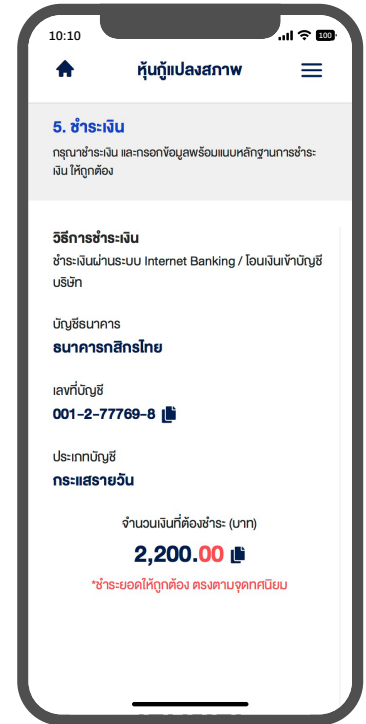 10:10
100
หุ้นกู้แปลงสภาพ
5. ชำระเงิน
กรุณาชำระเงิน และกรอกข้อมูลพร้อมแนบหลักฐานการชำระ
เงิน ให้ถูกต้อง
วิธีการชำระเงิน
ชำระเงินผ่านระบบ Internet Banking / โอนเงินเข้าบัญชี
บริษัท
บัญชีธนาคาร
ธนาคารกสิกรไทย
เลขที่บัญชี
001-2-77769-8
ประเภทบัญชี
กระแสรายวัน
จำนวนเงินที่ต้องชำระ (บาท)
2,200.00
*ชำระยอดให้ถูกต้อง ตรงตามจุดทศนิยม